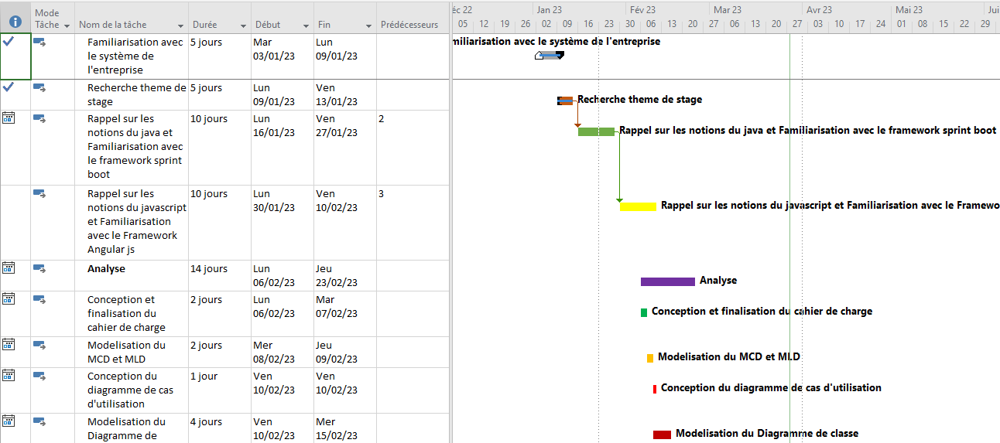 Mode
Tâche
Nom de la tâche
Durée
Début
Fin
Prédécesseurs
Familiarisation avec
le système de
l'entreprise
5 jours
Mar
03/01/23
Lun
09/01/23
Recherche theme de
stage
5 jours
Lun
09/01/23
Ven
13/01/23
Rappel sur les
notions du java et
Familiarisation avec
le framework sprint
boot
10 jours
Lun
16/01/23
Ven
27/01/23
2
Rappel sur les
notions du javascript
et Familiarisation
avec le Framework
Angular js
10 jours
Lun
30/01/23
Ven
10/02/23
3
Analyse
14 jours
Lun
06/02/23
Jeu
23/02/23
Conception et
finalisation du
cahier de charge
2 jours
Lun
06/02/23
Mar
07/02/23
Modelisation du
MCD et MLD
2 jours
Mer
08/02/23
Jeu
09/02/23
Conception du
diagramme de cas
d'utilisation
1 jour
Ven
10/02/23
Ven
10/02/23
Modelisation du
Diagramme de
4 jours
Ven
10/02/23
Mer
15/02/23
éc 22 Jan 23 Fév 23 Mar 23 Avr 23 Mai 23 Jui
05 12 19 26 02 09 16 23 30 06 13 20 27 06 13 20 27 03 10 17 24 01 08 15 22 29
miliarisation avec le système de l'entreprise
Recherche theme de stage
Rappel sur les notions du java et Familiarisation avec le framework sprint boot
Rappel sur les notions du javascript et Familiarisation avec le Framewo
Analyse
Conception et finalisation du cahier de charge
Modelisation du MCD et MLD
Conception du diagramme de cas d'utilisation
Modelisation du Diagramme de classe